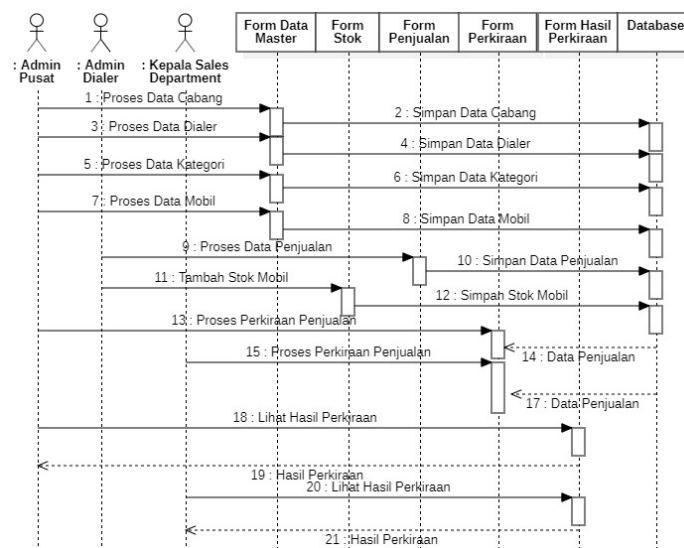 Form Data
Master
Form
Stok
Form
Penjualan
Form
Perkiraan
Form Hasil
Perkiraan
Database
: Admin
Pusat
: Admin
Dialer
: Kepala Sales
Department
1 : Proses Data Cabang
2 : Simpan Data Cabang
3 : Proses Data Dialer
4 : Simpan Data Dialer
5 : Proses Data Kategori
6 : Simpan Data Kategori
7 : Proses Data Mobil
8 : Simpan Data Mobil
9 : Proses Data Penjualan
10 : Simpan Data Penjualan
11 : Tambah Stok Mobil
12 : Simpah Stok Mobil
13 : Proses Perkiraan Penjualan
14 : Data Penjualan
15 : Proses Perkiraan Penjualan
17 : Data Penjualan
18 : Lihat Hasil Perkiraan
19 : Hasil Perkiraan
20 : Lihat Hasil Perkiraan
21 : Hasil Perkiraan